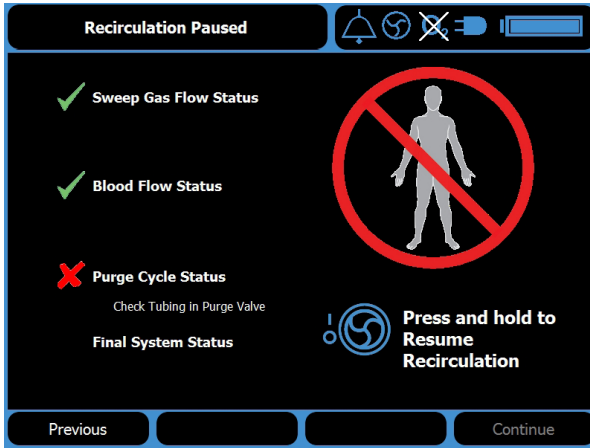 Recirculation Paused
O₂
Sweep Gas Flow Status
Blood Flow Status
Purge Cycle Status
Check Tubing in Purge Valve
Final System Status
Press and hold to
Resume
Recirculation
Previous
Continue